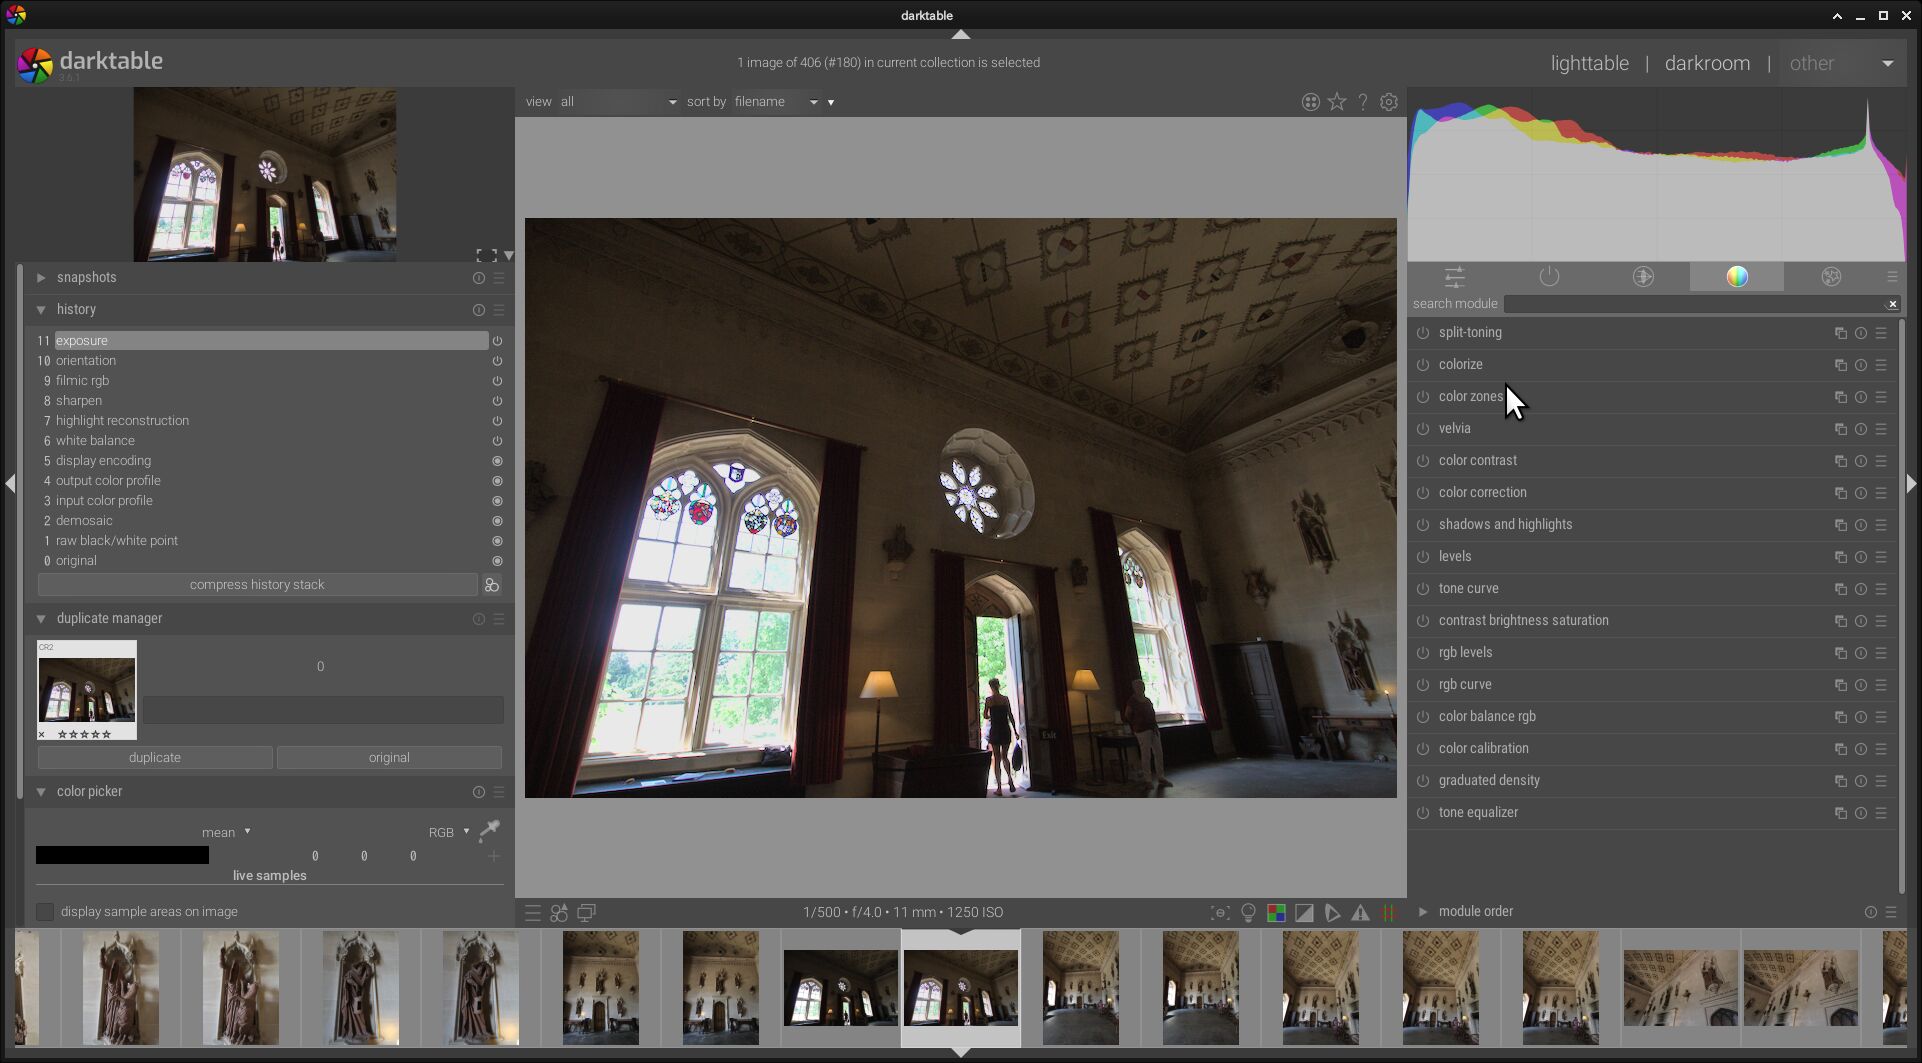 darktable
darktable
3.6.1
1 image of 406 (#180) in current collection is selected
lighttable | darkroom | other
view all sort by filename
?
search module
snapshots
history
11 exposure
10 orientation
9 filmic rgb
8 sharpen
7 highlight reconstruction
6 white balance
5 display encoding
4 output color profile
3 input color profile
2 demosaic
1 raw black/white point
0 original
compress history stack
duplicate manager
CR2
0
duplicate
original
color picker
mean
RGB
0 0 0
live samples
display sample areas on image
Exit
1/500 • f/4.0 • 11 mm • 1250 ISO
split-toning
colorize
color zones
velvia
color contrast
color correction
shadows and highlights
levels
tone curve
contrast brightness saturation
rgb levels
rgb curve
color balance rgb
color calibration
graduated density
tone equalizer
module order